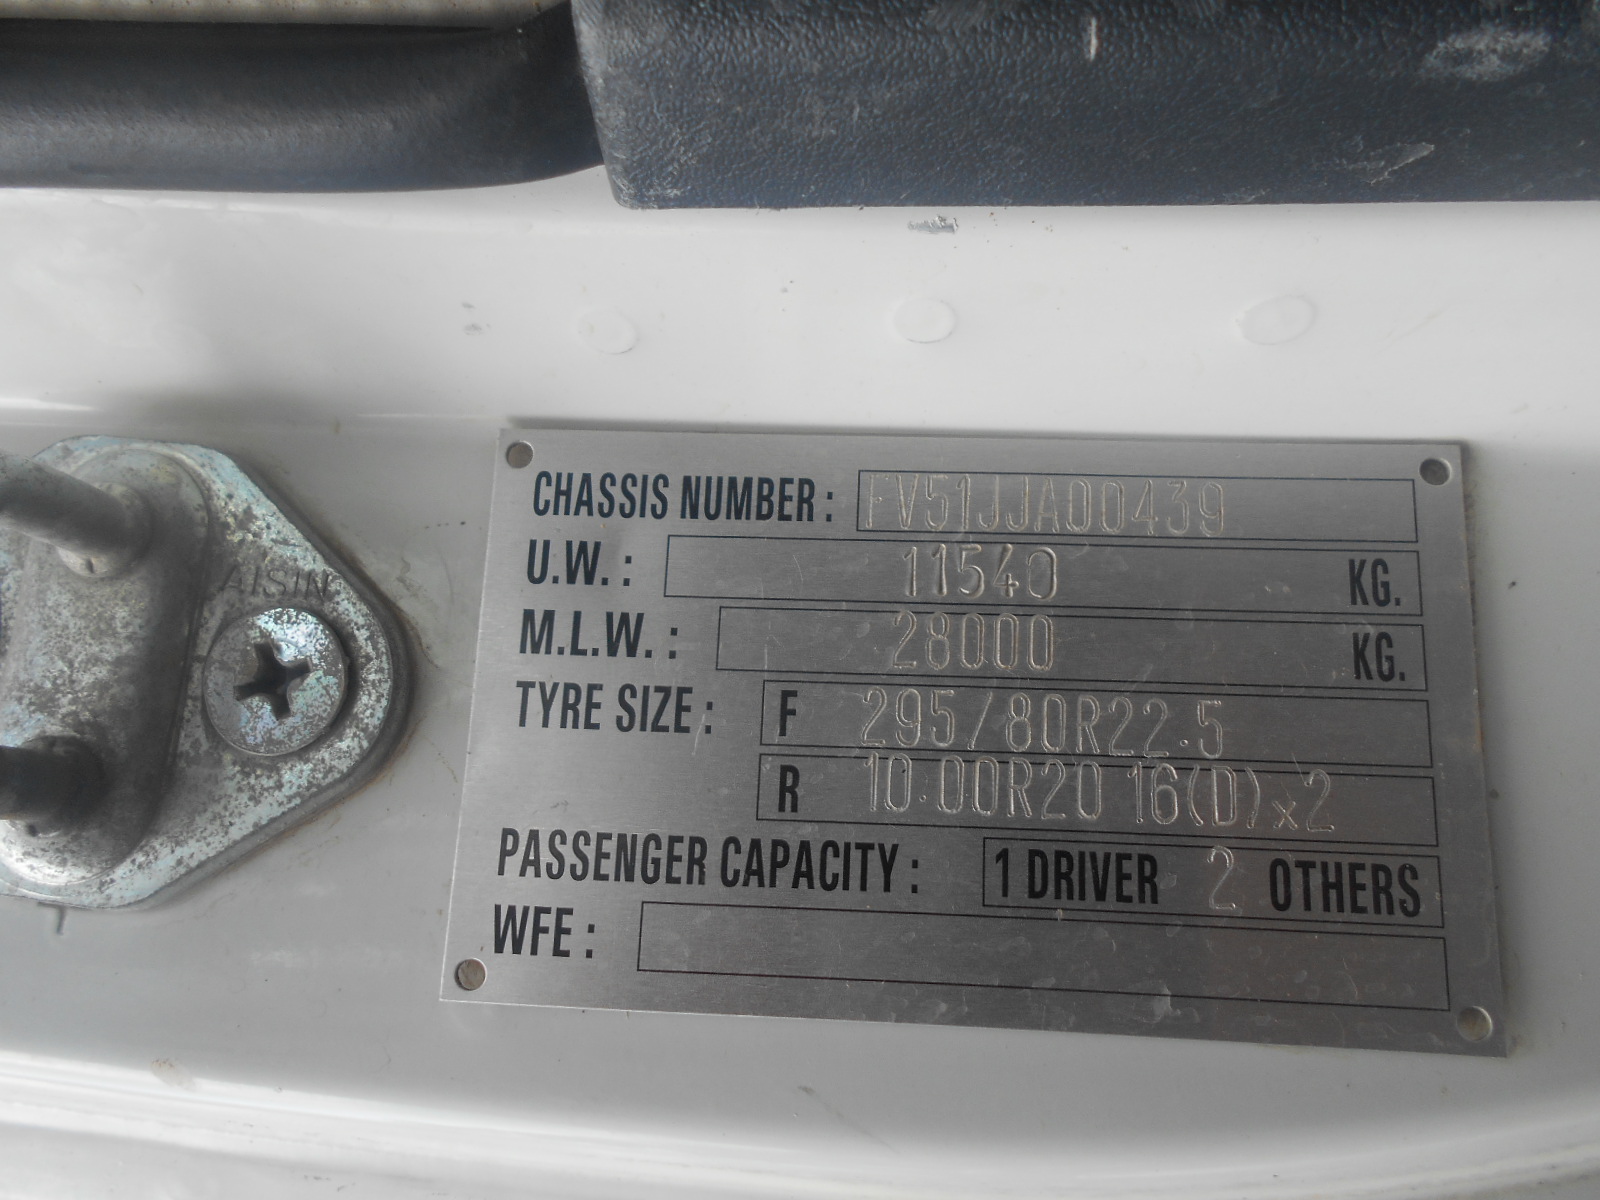 AISIN
CHASSIS NUMBER: FV51JJA00439
U.W.: 11540 KG.
M.L.W.: 28000 KG.
TYRE SIZE: F 295/80R22.5
R 10.00R20 16(D)x2
PASSENGER CAPACITY: 1 DRIVER 2 OTHERS
WFE: